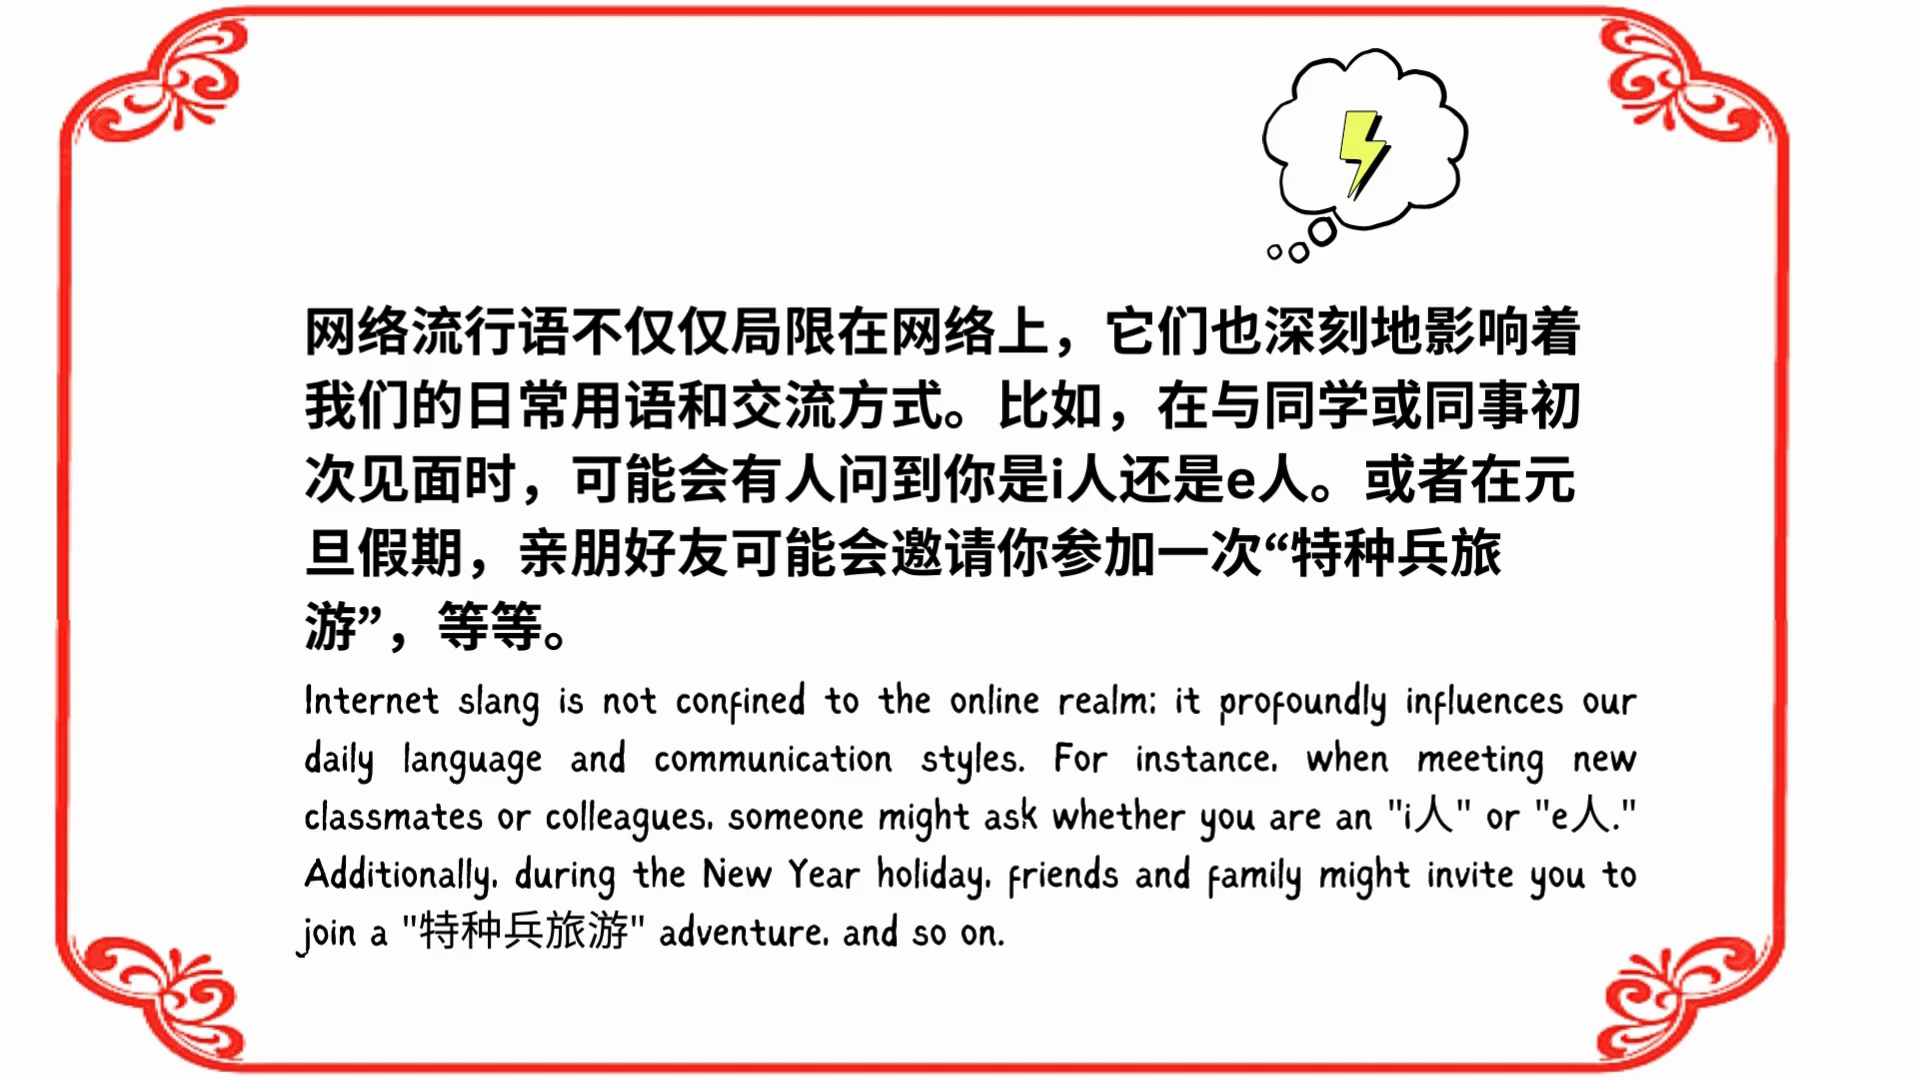 网络流行语不仅仅局限在网络上，它们也深刻地影响着
我们的日常用语和交流方式。比如，在与同学或同事初
次见面时，可能会有人问到你是i人还是e人。或者在元
旦假期，亲朋好友可能会邀请你参加一次“特种兵旅
游”，等等。
Internet slang is not confined to the online realm; it profoundly influences our
daily language and communication styles. For instance, when meeting new
classmates or colleagues, someone might ask whether you are an "i人" or "e人."
Additionally, during the New Year holiday, friends and family might invite you to
join a "特种兵旅游" adventure, and so on.